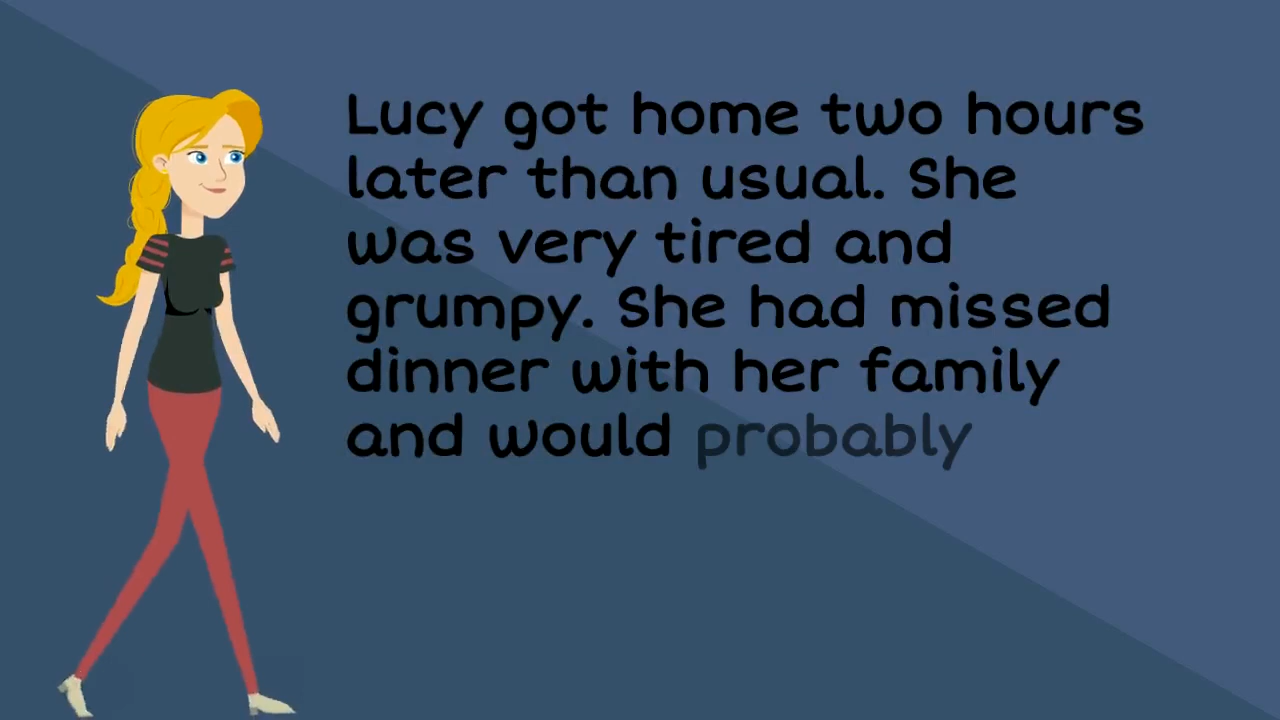 Lucy got home two hours
later than usual. She
was very tired and
grumpy. She had missed
dinner with her family
and would probably